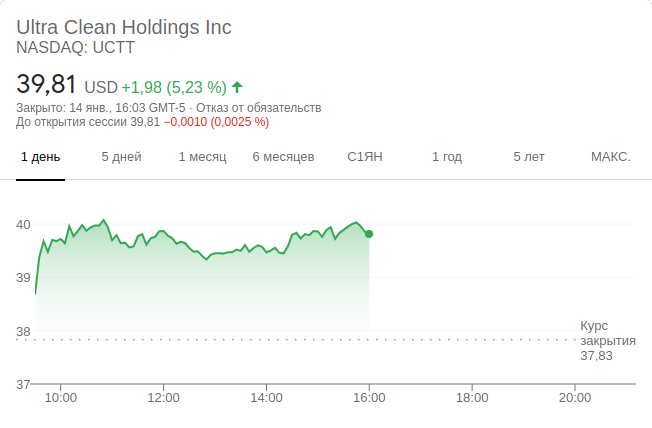 Ultra Clean Holdings Inc
NASDAQ: UCTT
39,81 USD +1,98 (5,23 %)
Закрыто: 14 янв., 16:03 GMT-5 · Отказ от обязательств
До открытия сессии 39,81 −0,0010 (0,0025 %)
1 день 5 дней 1 месяц 6 месяцев С1ЯН 1 год 5 лет МАКС.
40
39
38
Курс
закрытия
37,83
37
10:00 12:00 14:00 16:00 18:00 20:00